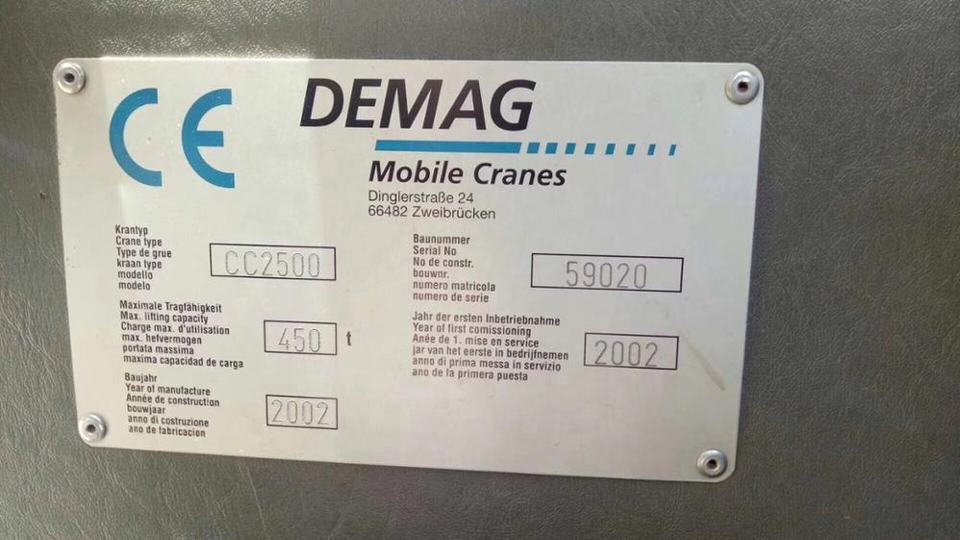 CE
DEMAG
Mobile Cranes
Dinglerstraße 24
66482 Zweibrücken
Krantyp
Crane type
Type de grue
kraan type
modello
modelo
CC2500
Maximale Tragfähigkeit
Max. lifting capacity
Charge max. d'utilisation
max. hefvermogen
portata massima
maxima capacidad de carga
450 t
Baujahr
Year of manufacture
Année de construction
bouwjaar
anno di costruzione
ano de fabricacion
2002
Baunummer
Serial No
No de constr.
bouwnr.
numero matricola
numero de serie
59020
Jahr der ersten Inbetriebnahme
Year of first comissioning
Anée de 1. mise en service
jar van het eerste in bedrijfnemen
anno di prima messa in servizio
ano de la primera puesta
2002